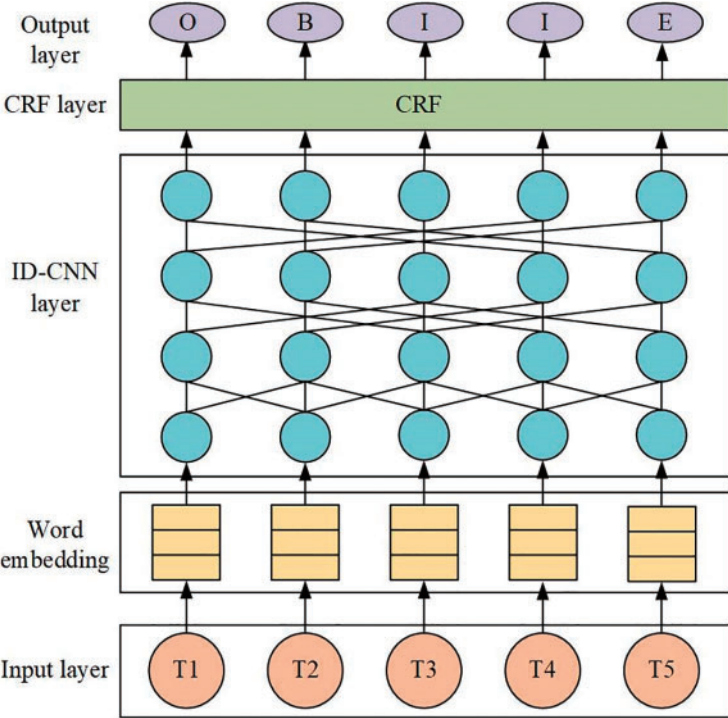 Output
layer
O B I I E
CRF layer
CRF
ID-CNN
layer
Word
embedding
Input layer
T1 T2 T3 T4 T5